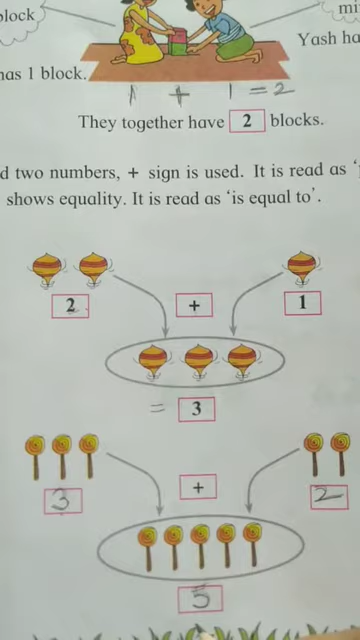 block
mi
Yash ha
has 1 block.
1 + 1 = 2
They together have 2 blocks.
d two numbers, + sign is used. It is read as ‘
shows equality. It is read as ‘is equal to’.
2 + 1
= 3
3 + 2
5